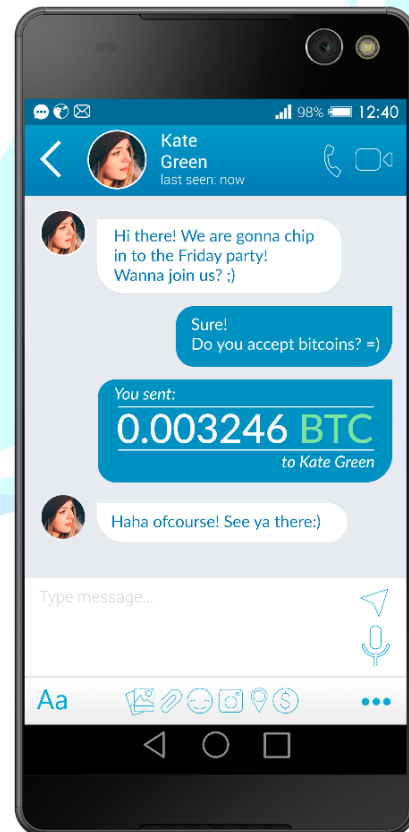 98% 12:40
Kate
Green
last seen: now
Hi there! We are gonna chip
in to the Friday party!
Wanna join us? ;)
Sure!
Do you accept bitcoins? =)
You sent:
0.003246 BTC
to Kate Green
Haha ofcourse! See ya there:)
Type message...
Aa